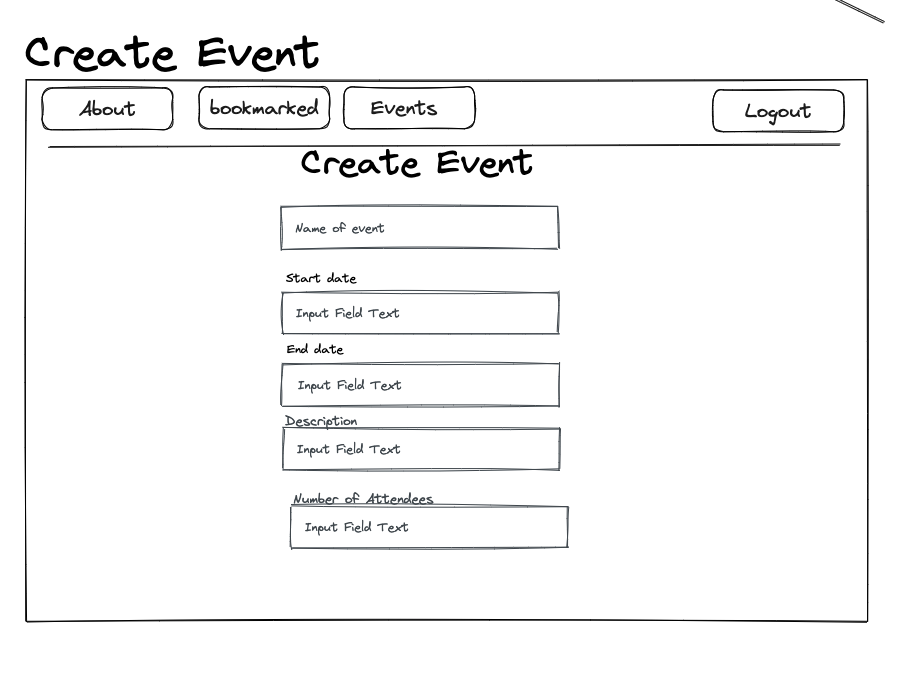 Create Event
About bookmarked Events Logout
Create Event
Name of event
Start date
Input Field Text
End date
Input Field Text
Description
Input Field Text
Number of Attendees
Input Field Text